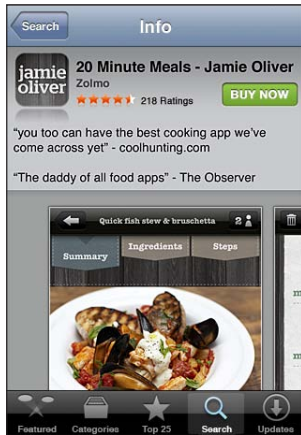 Search
Info
jamie
oliver
20 Minute Meals - Jamie Oliver
Zolmo
218 Ratings
BUY NOW
“you too can have the best cooking app we’ve
come across yet” - coolhunting.com
“The daddy of all food apps” - The Observer
Quick fish stew & bruschetta
2
Summary
Ingredients
Steps
Featured
Categories
Top 25
Search
Updates